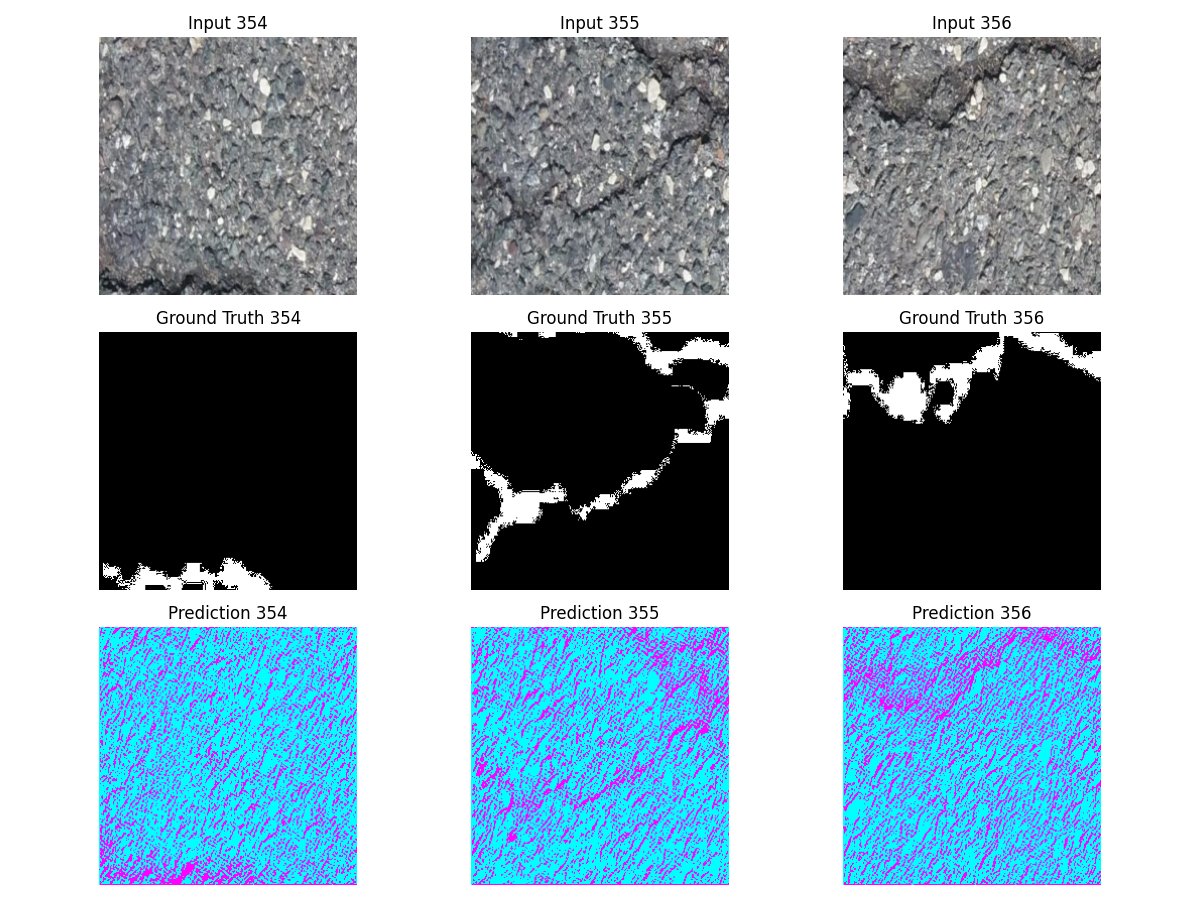 Input 354
Input 355
Input 356
Ground Truth 354
Ground Truth 355
Ground Truth 356
Prediction 354
Prediction 355
Prediction 356